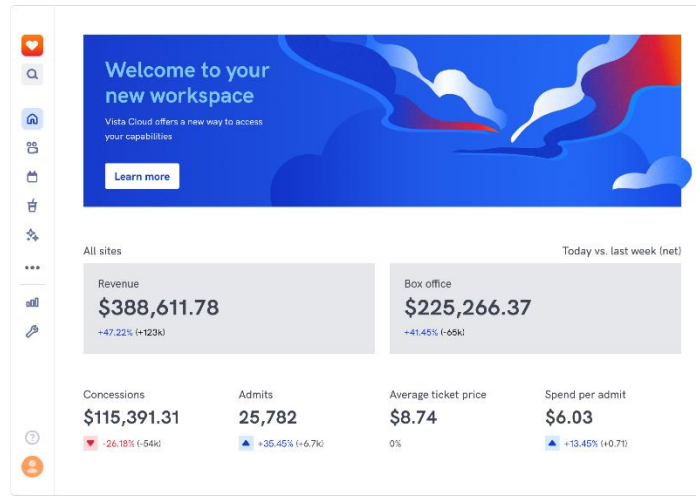 Welcome to your
new workspace
Vista Cloud offers a new way to access
your capabilities
Learn more
All sites
Today vs. last week (net)
Revenue
$388,611.78
+47.22% (+123k)
Box office
$225,266.37
+41.45% (-65k)
Concessions
$115,391.31
-26.18% (-54k)
Admits
25,782
+35.45% (+6.7k)
Average ticket price
$8.74
0%
Spend per admit
$6.03
+13.45% (+0.71)
?